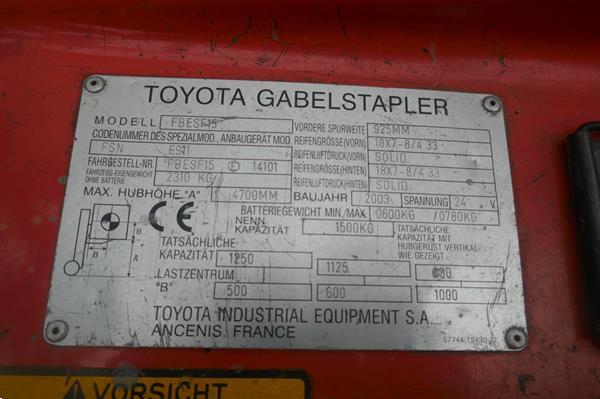 TOYOTA GABELSTAPLER
MODELL FBESF15 VORDERE SPURWEITE 925MM
CODENUMMER DES SPEZIALMOD., ANBAUGERÄT MOD. REIFENGRÖSSE(VORN) 18X7-8/4.33
FSN E911 REIFENLUFTDRUCK(VORN) SOLID
FAHRGESTELL-NR. *FBESF15 E 14101 REIFENGRÖSSE(HINTEN) 18X7-8/4.33
FAHRZEUG-EIGENGEWICHT OHNE BATTERIE 2310 KG REIFENLUFTDRUCK(HINTEN) SOLID
MAX. HUBHÖHE "A" 4700MM BAUJAHR 2003 SPANNUNG 24 V
BATTERIEGEWICHT MIN./MAX. 0600KG /0780KG
CE NENN. KAPAZITÄT 1500KG
TATSÄCHLICHE KAPAZITÄT MIT HUBGERÜST VERTIKAL WIE GEZEIGT
TATSÄCHLICHE KAPAZITÄT 1250 1125
LASTZENTRUM "B" 500 600 1000
B
B
A
TOYOTA INDUSTRIAL EQUIPMENT S.A.
ANCENIS, FRANCE
VORSICHT